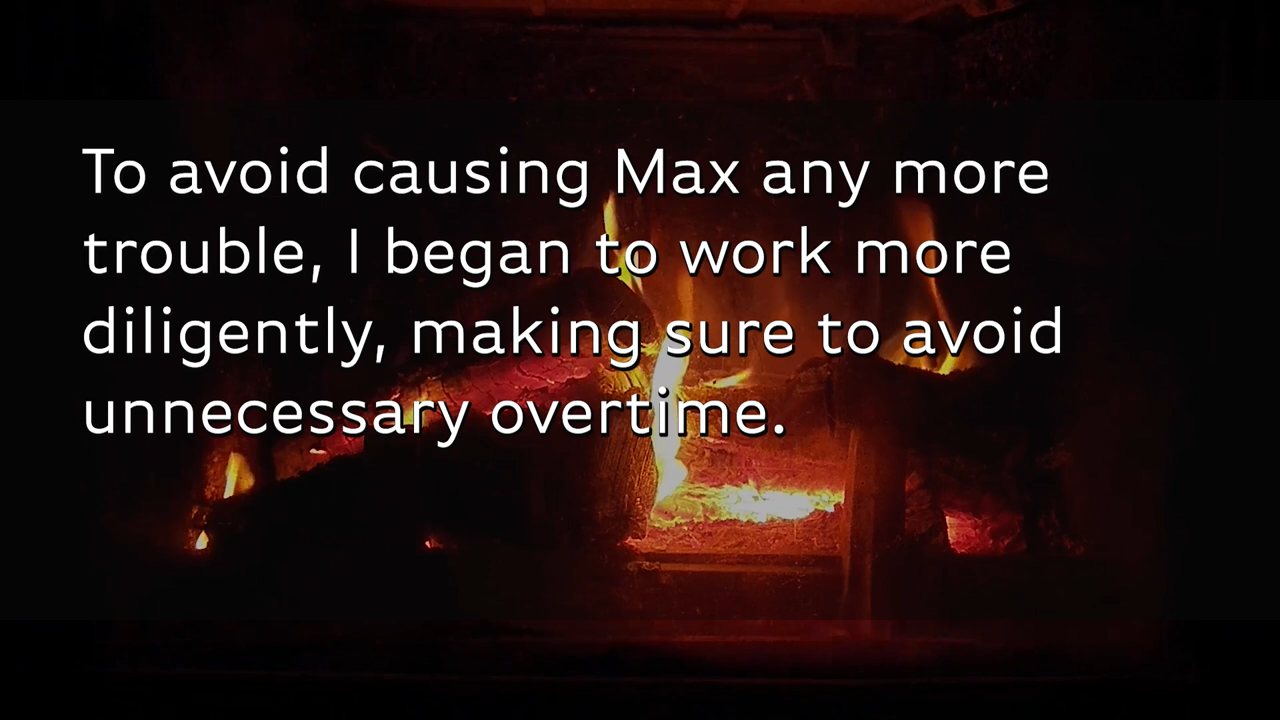 To avoid causing Max any more
trouble, I began to work more
diligently, making sure to avoid
unnecessary overtime.